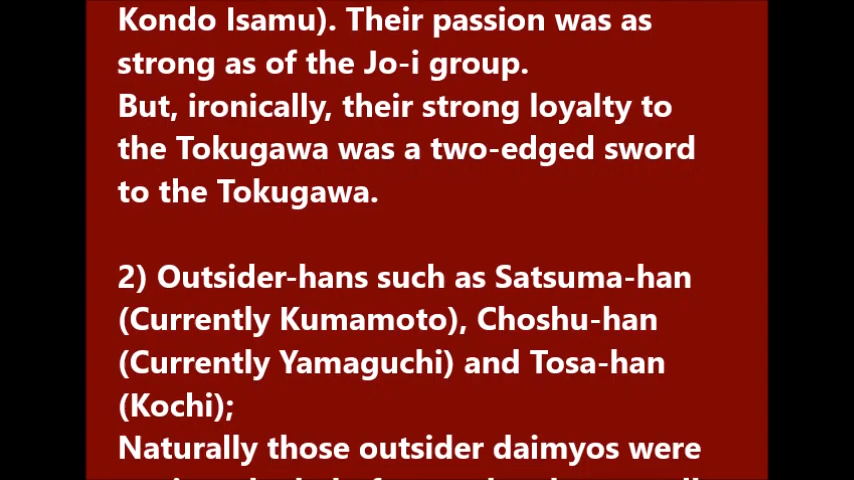 Kondo Isamu). Their passion was as
strong as of the Jo-i group.
But, ironically, their strong loyalty to
the Tokugawa was a two-edged sword
to the Tokugawa.
2) Outsider-hans such as Satsuma-han
(Currently Kumamoto), Choshu-han
(Currently Yamaguchi) and Tosa-han
(Kochi);
Naturally those outsider daimyos were